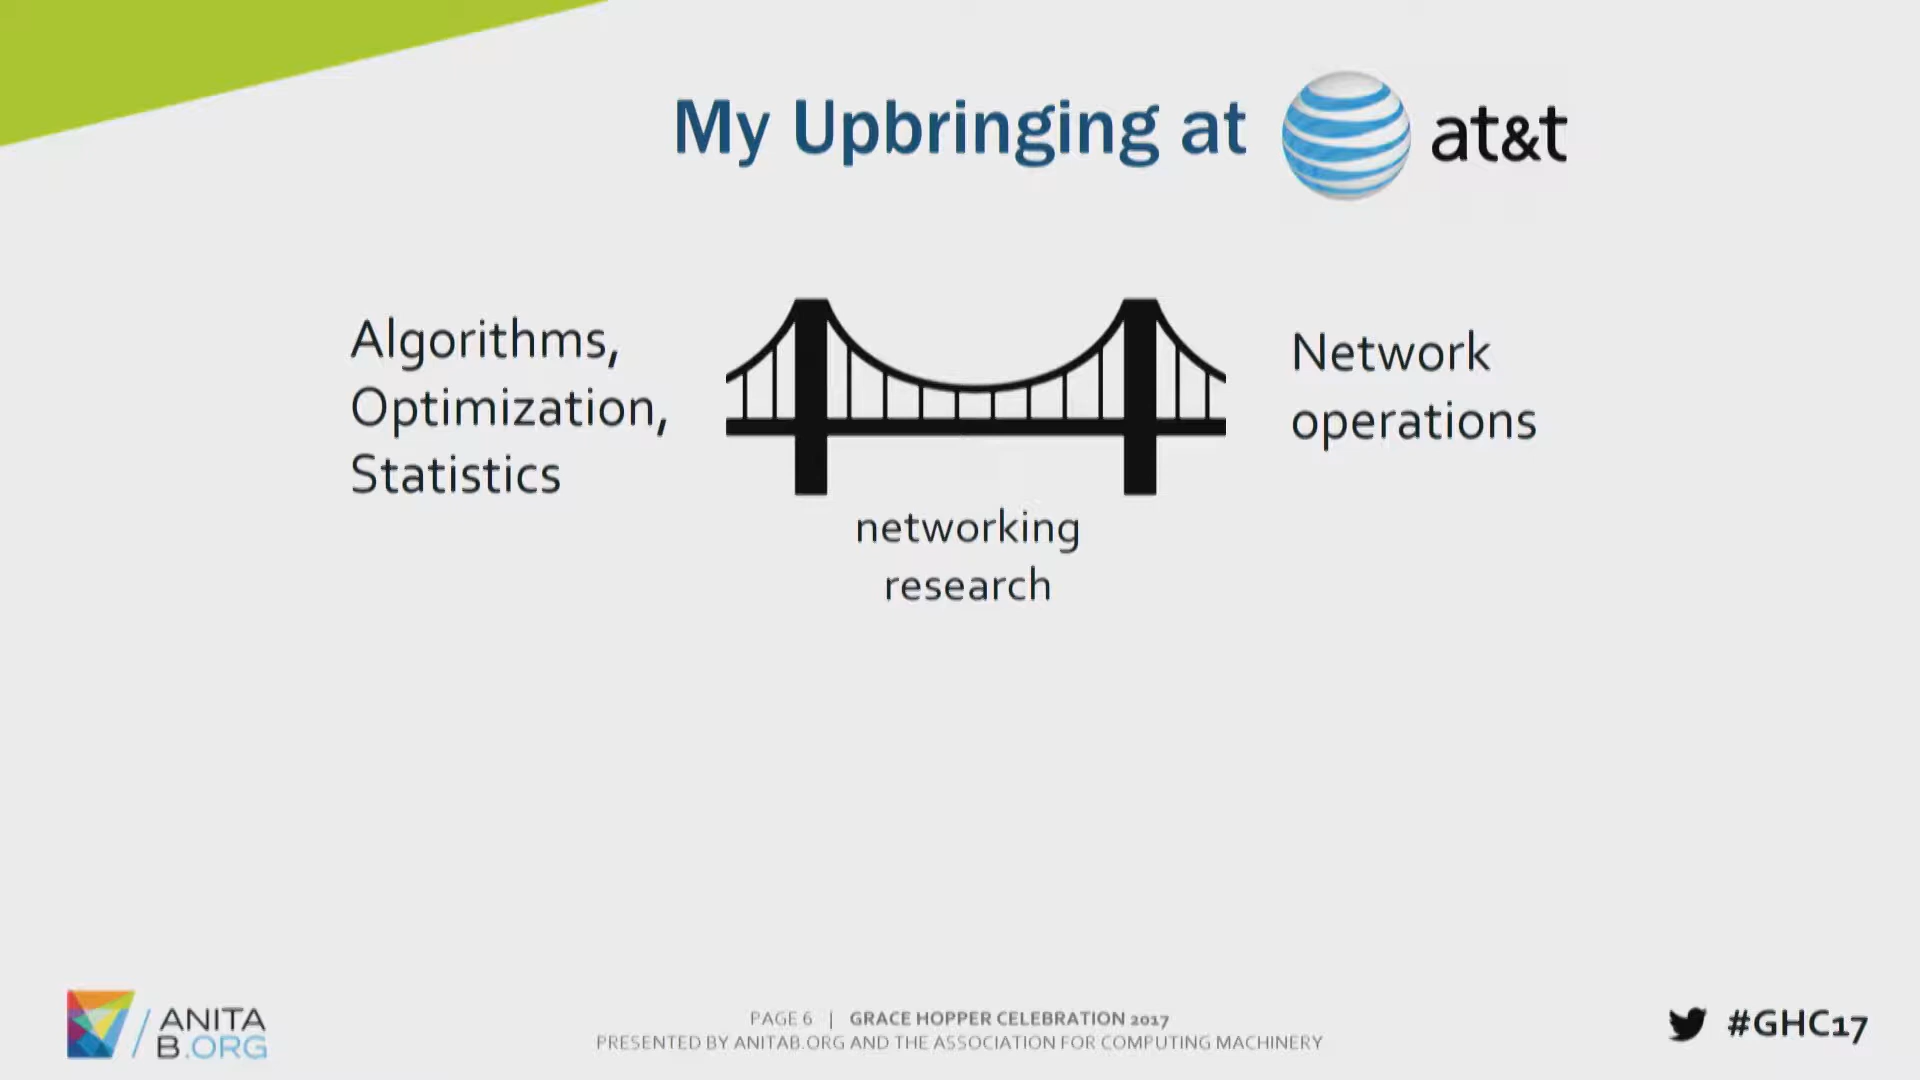 My Upbringing at at&t
Algorithms,
Optimization,
Statistics
networking
research
Network
operations
ANITA
B.ORG
PAGE 6 | GRACE HOPPER CELEBRATION 2017
PRESENTED BY ANITAB.ORG AND THE ASSOCIATION FOR COMPUTING MACHINERY
#GHC17